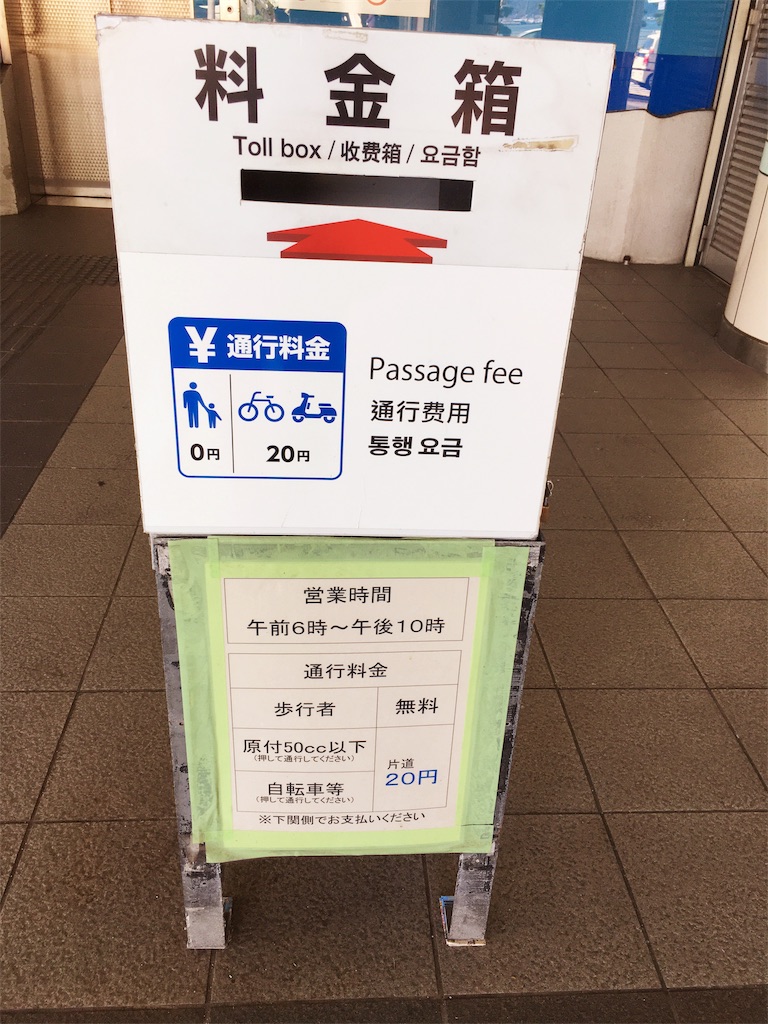 料金箱
Toll box / 收费箱 / 요금함
¥ 通行料金
0円 20円
Passage fee
通行费用
통행 요금
営業時間
午前6時～午後10時
通行料金
歩行者 無料
原付50cc以下
(押して通行してください)
片道
20円
自転車等
(押して通行してください)
※下関側でお支払いください